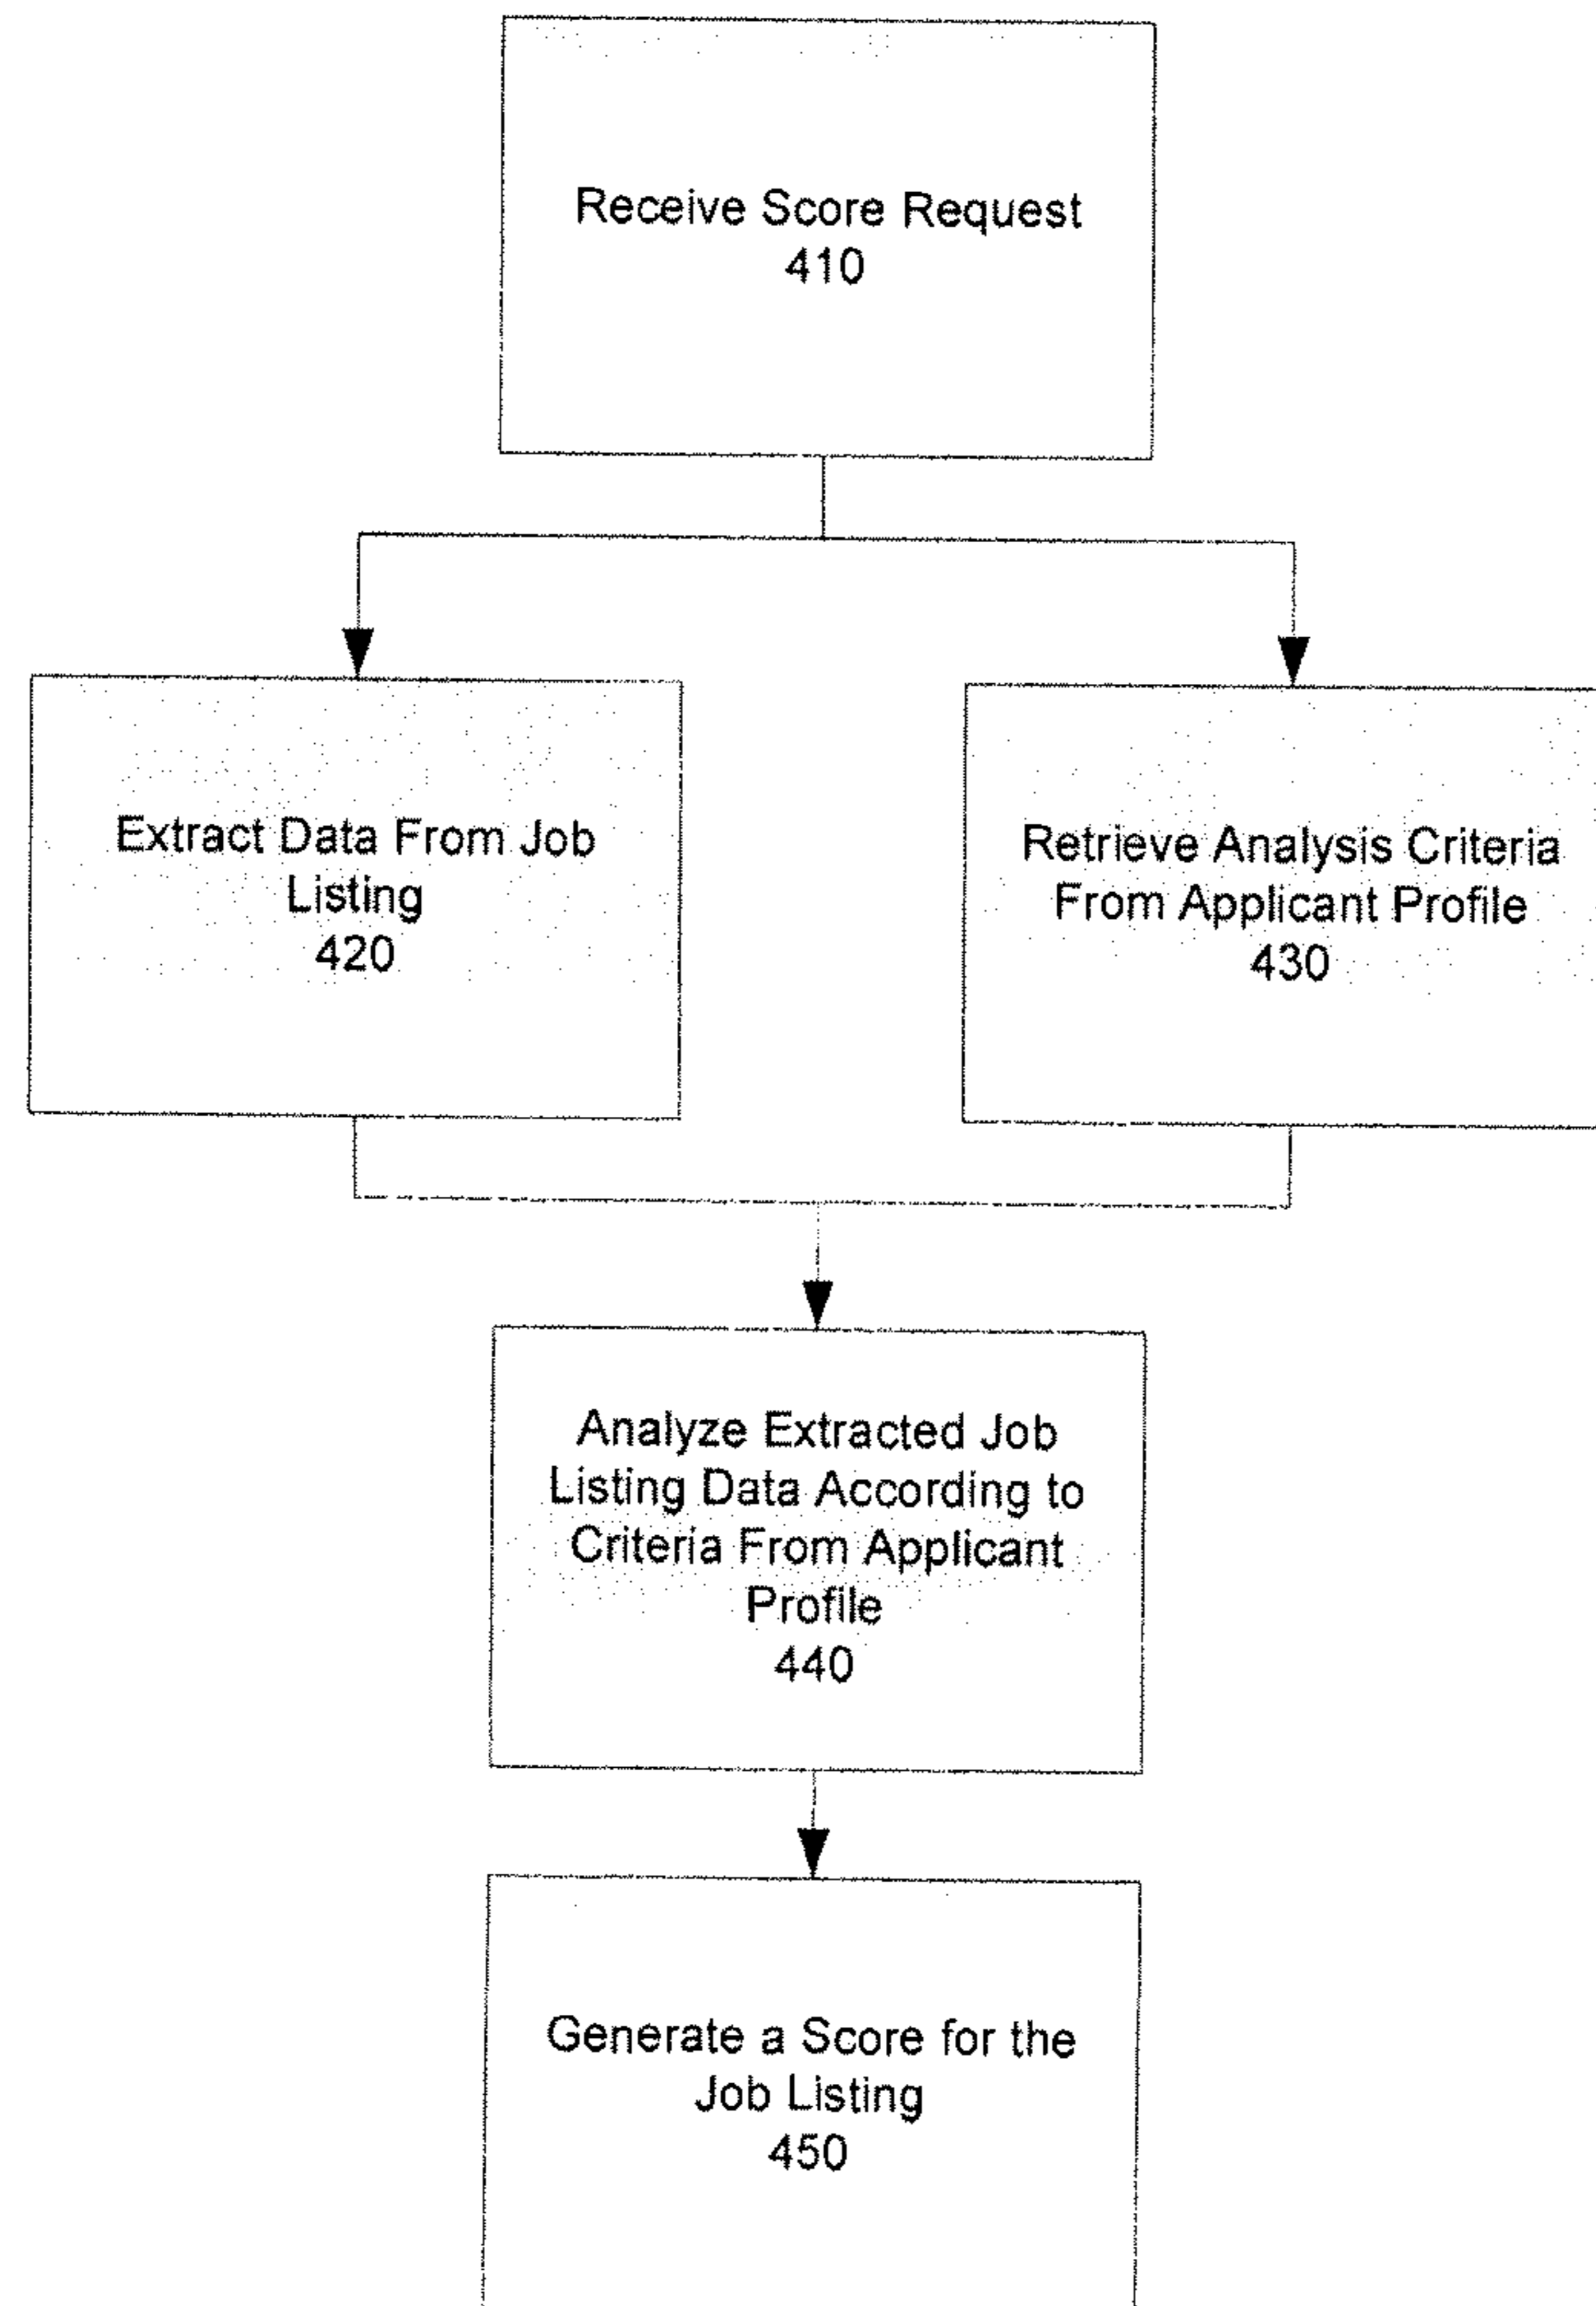 Receive Score Request
410
Extract Data From Job
Listing
420
Retrieve Analysis Criteria
From Applicant Profile
430
Analyze Extracted Job
Listing Data According to
Criteria From Applicant
Profile
440
Generate a Score for the
Job Listing
450